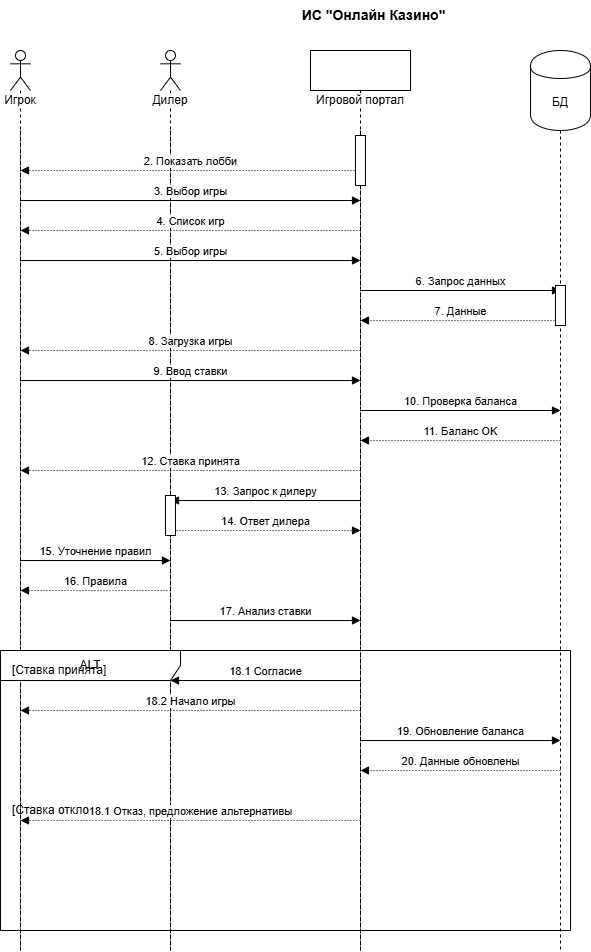 ИС "Онлайн Казино"
Игрок
Дилер
Игровой портал
БД
2. Показать лобби
3. Выбор игры
4. Список игр
5. Выбор игры
6. Запрос данных
7. Данные
8. Загрузка игры
9. Ввод ставки
10. Проверка баланса
11. Баланс OK
12. Ставка принята
13. Запрос к дилеру
14. Ответ дилера
15. Уточнение правил
16. Правила
17. Анализ ставки
ALT
[Ставка принята]
18.1 Согласие
18.2 Начало игры
19. Обновление баланса
20. Данные обновлены
[Ставка откло
18.1 Отказ, предложение альтернативы